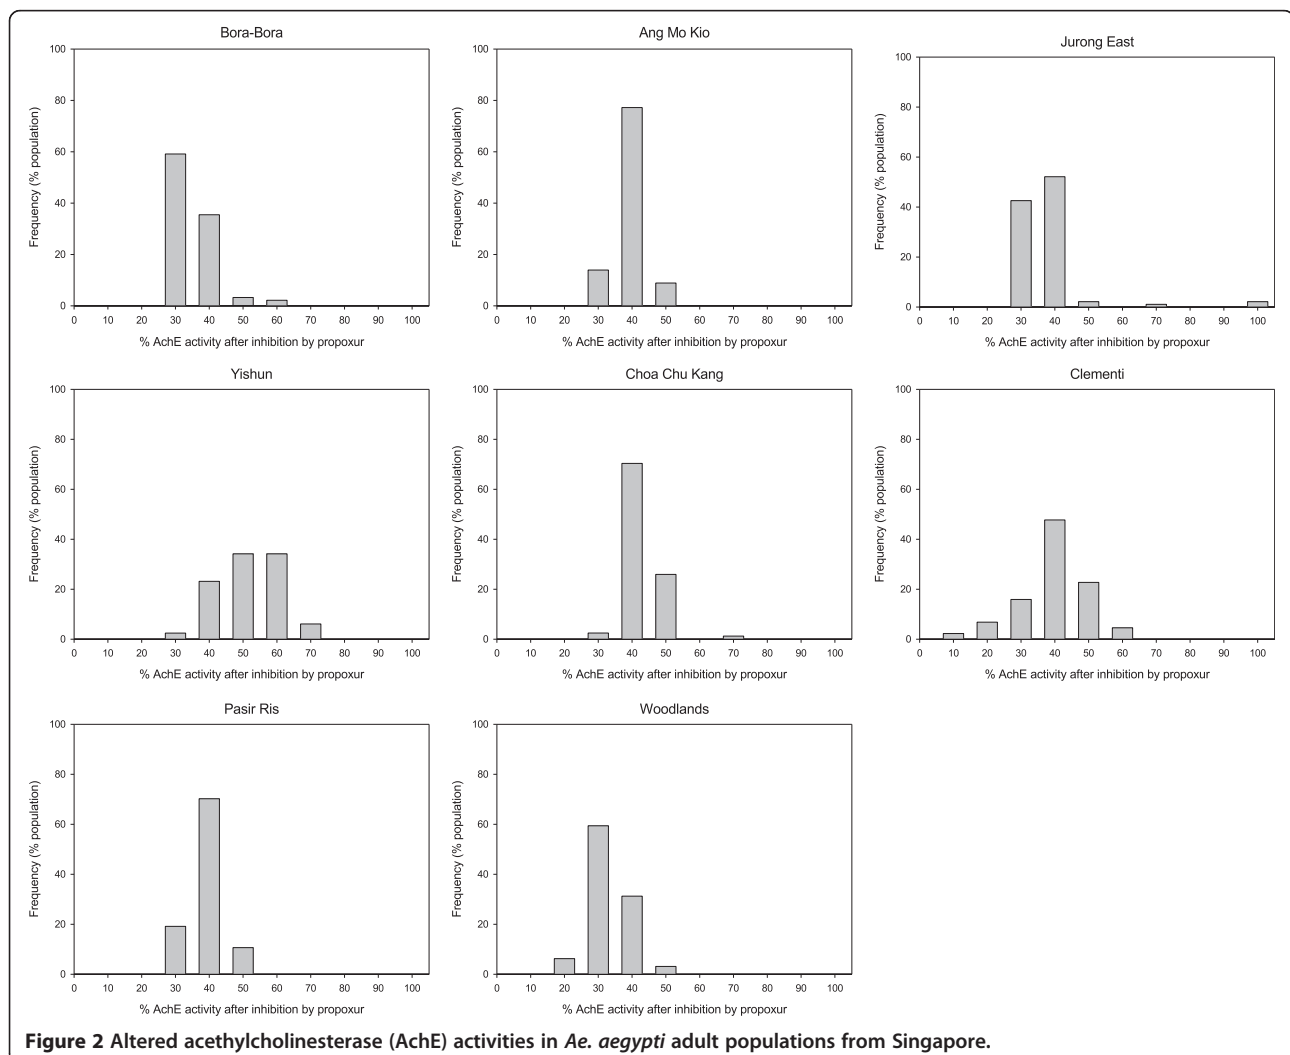 Bora-Bora
100
80
60
40
20
0
Frequency (% population)
0 10 20 30 40 50 60 70 80 90 100
% AchE activity after inhibition by propoxur
Ang Mo Kio
100
80
60
40
20
0
Frequency (% population)
0 10 20 30 40 50 60 70 80 90 100
% AchE activity after inhibition by propoxur
Jurong East
100
80
60
40
20
0
Frequency (% population)
0 10 20 30 40 50 60 70 80 90 100
% AchE activity after inhibition by propoxur
Yishun
100
80
60
40
20
0
Frequency (% population)
0 10 20 30 40 50 60 70 80 90 100
% AchE activity after inhibition by propoxur
Choa Chu Kang
100
80
60
40
20
0
Frequency (% population)
0 10 20 30 40 50 60 70 80 90 100
% AchE activity after inhibition by propoxur
Clementi
100
80
60
40
20
0
Frequency (% population)
0 10 20 30 40 50 60 70 80 90 100
% AchE activity after inhibition by propoxur
Pasir Ris
100
80
60
40
20
0
Frequency (% population)
0 10 20 30 40 50 60 70 80 90 100
% AchE activity after inhibition by propoxur
Woodlands
100
80
60
40
20
0
Frequency (% population)
0 10 20 30 40 50 60 70 80 90 100
% AchE activity after inhibition by propoxur
Figure 2 Altered acethylcholinesterase (AchE) activities in Ae. aegypti adult populations from Singapore.